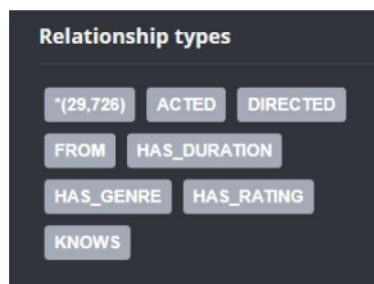 Relationship types
*(29,726) ACTED DIRECTED
FROM HAS_DURATION
HAS_GENRE HAS_RATING
KNOWS